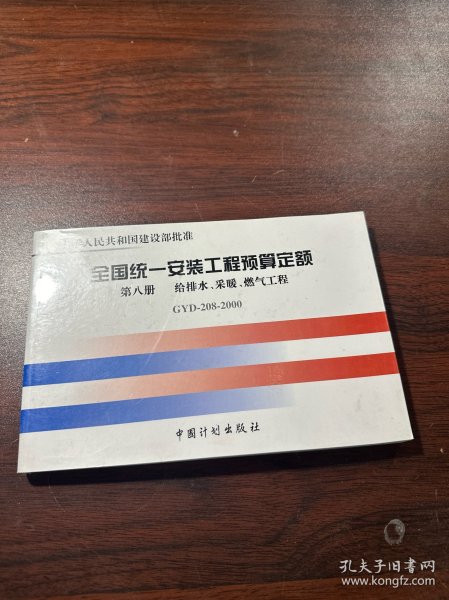 人民共和国建设部批准
全国统一安装工程预算定额
第八册 给排水、采暖、燃气工程
GYD-208-2000
中国计划出版社
孔夫子旧书网
www.kongfz.com